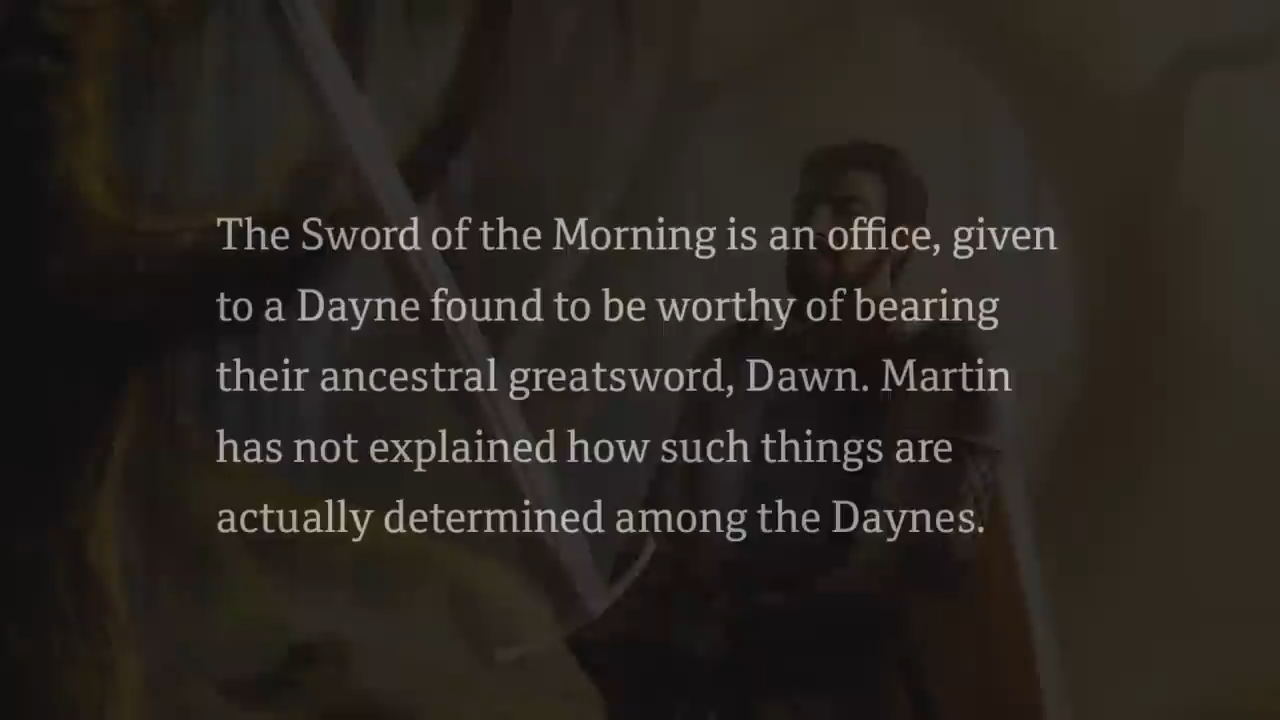 The Sword of the Morning is an office, given
to a Dayne found to be worthy of bearing
their ancestral greatsword, Dawn. Martin
has not explained how such things are
actually determined among the Daynes.